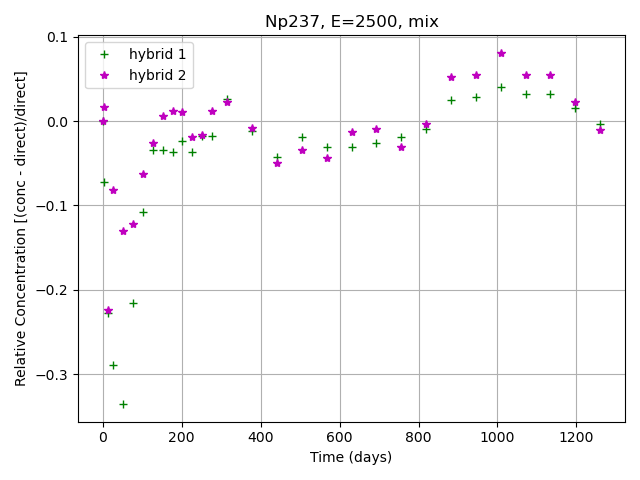 Np237, E=2500, mix
hybrid 1
hybrid 2
Relative Concentration [(conc - direct)/direct]
0.1
0.0
−0.1
−0.2
−0.3
0 200 400 600 800 1000 1200
Time (days)